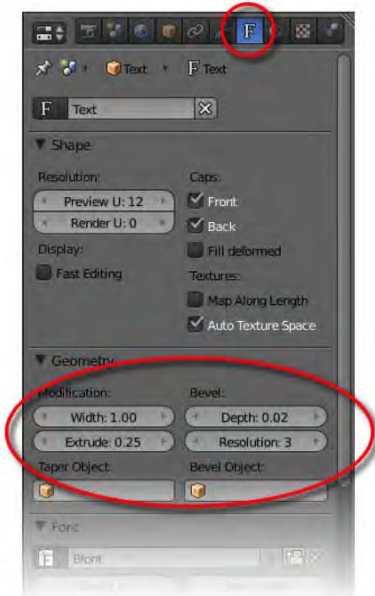 Text F Text
F Text
Shape
Resolution: Caps:
Preview U: 12 Front
Render U: 0 Back
Display: Fill deformed
Fast Editing Textures:
Map Along Length
Auto Texture Space
Geometry
Modification: Bevel:
Width: 1.00 Depth: 0.02
Extrude: 0.25 Resolution: 3
Taper Object: Bevel Object:
Font
Bfont